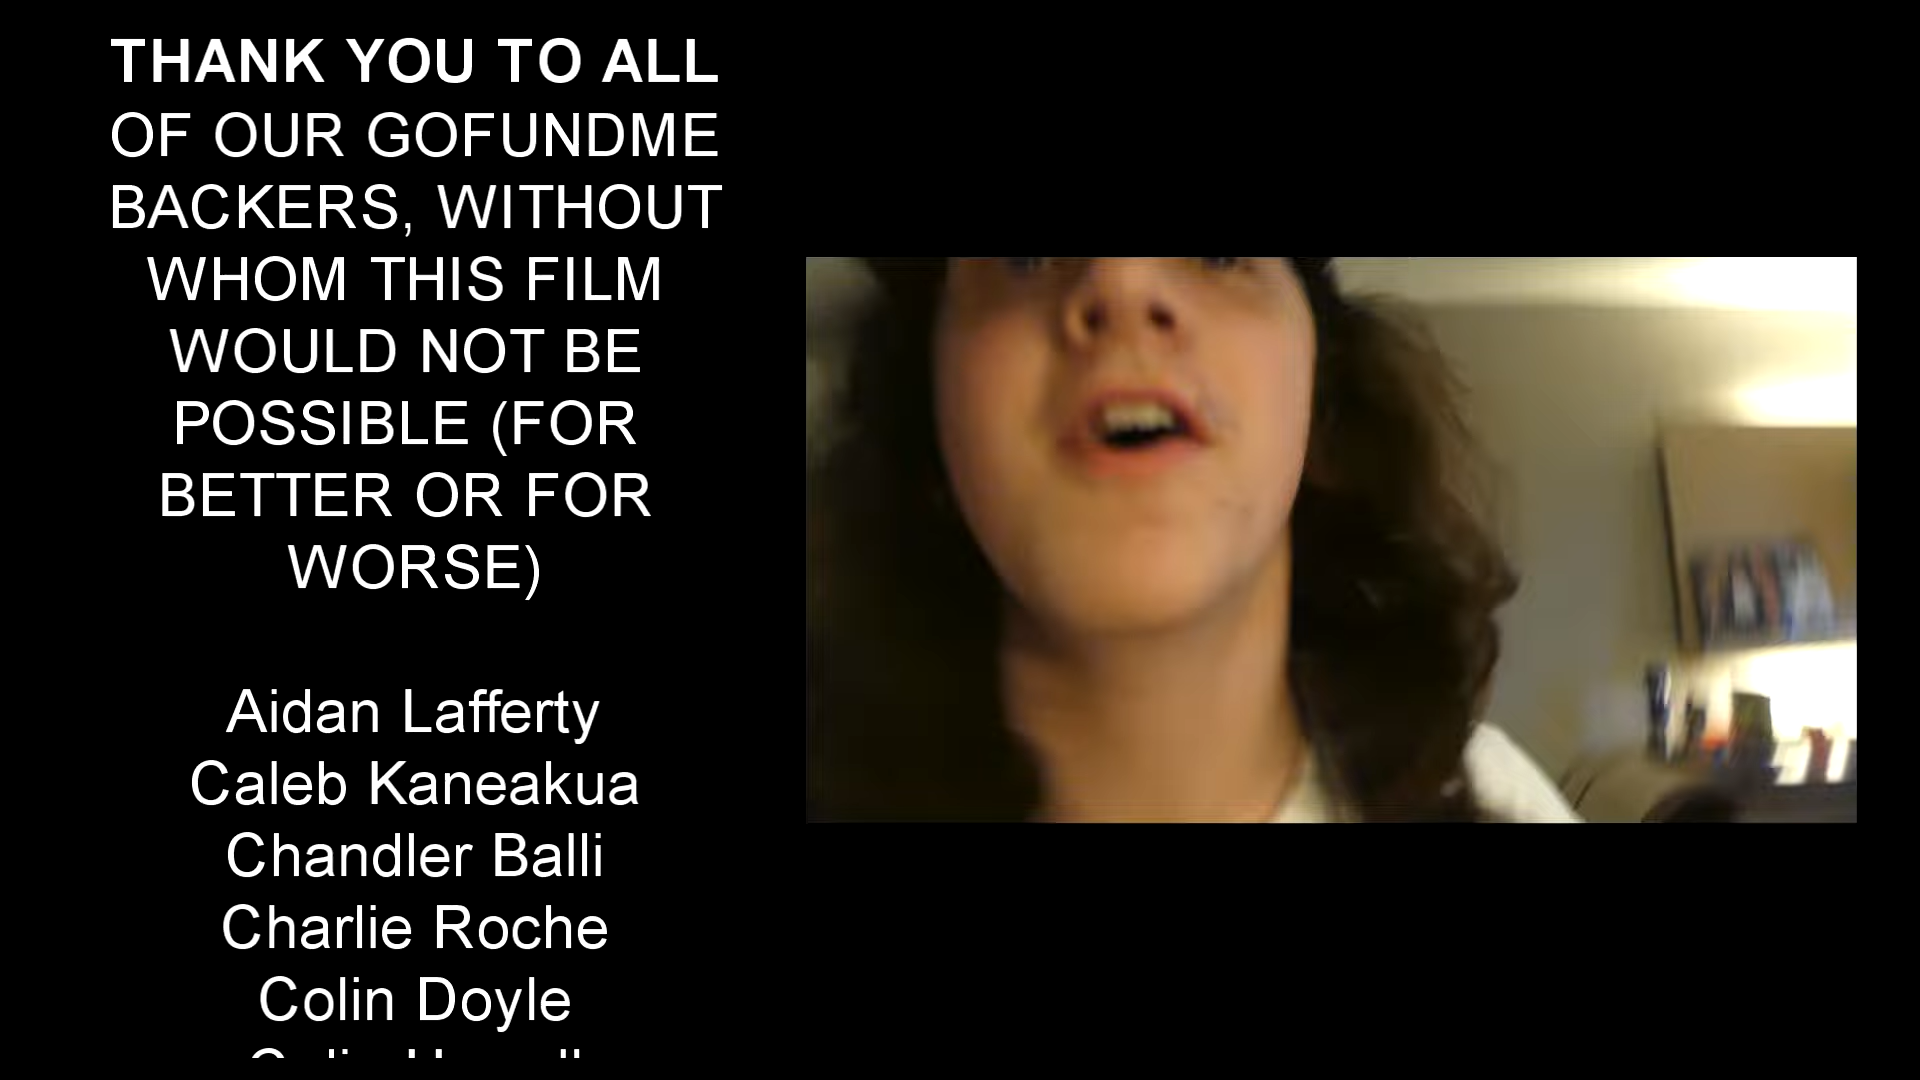 THANK YOU TO ALL
OF OUR GOFUNDME
BACKERS, WITHOUT
WHOM THIS FILM
WOULD NOT BE
POSSIBLE (FOR
BETTER OR FOR
WORSE)
Aidan Lafferty
Caleb Kaneakua
Chandler Balli
Charlie Roche
Colin Doyle